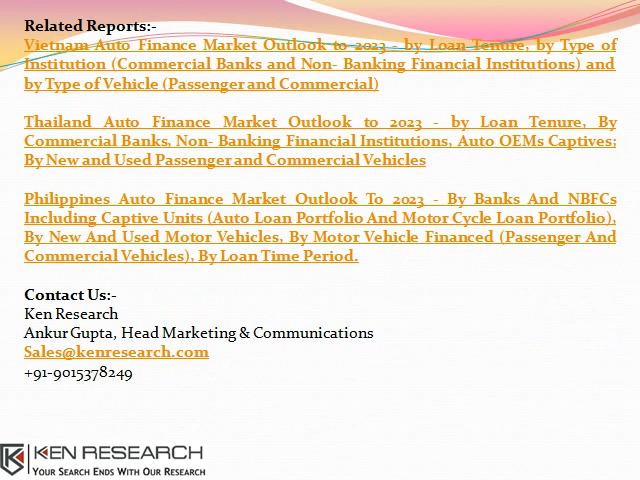 Related Reports:-
Vietnam Auto Finance Market Outlook to 2023 - by Loan Tenure, by Type of
Institution (Commercial Banks and Non- Banking Financial Institutions) and
by Type of Vehicle (Passenger and Commercial)
Thailand Auto Finance Market Outlook to 2023 - by Loan Tenure, By
Commercial Banks, Non- Banking Financial Institutions, Auto OEMs Captives;
By New and Used Passenger and Commercial Vehicles
Philippines Auto Finance Market Outlook To 2023 - By Banks And NBFCs
Including Captive Units (Auto Loan Portfolio And Motor Cycle Loan Portfolio),
By New And Used Motor Vehicles, By Motor Vehicle Financed (Passenger And
Commercial Vehicles), By Loan Time Period.
Contact Us:-
Ken Research
Ankur Gupta, Head Marketing & Communications
Sales@kenresearch.com
+91-9015378249
KEN RESEARCH
YOUR SEARCH ENDS WITH OUR RESEARCH